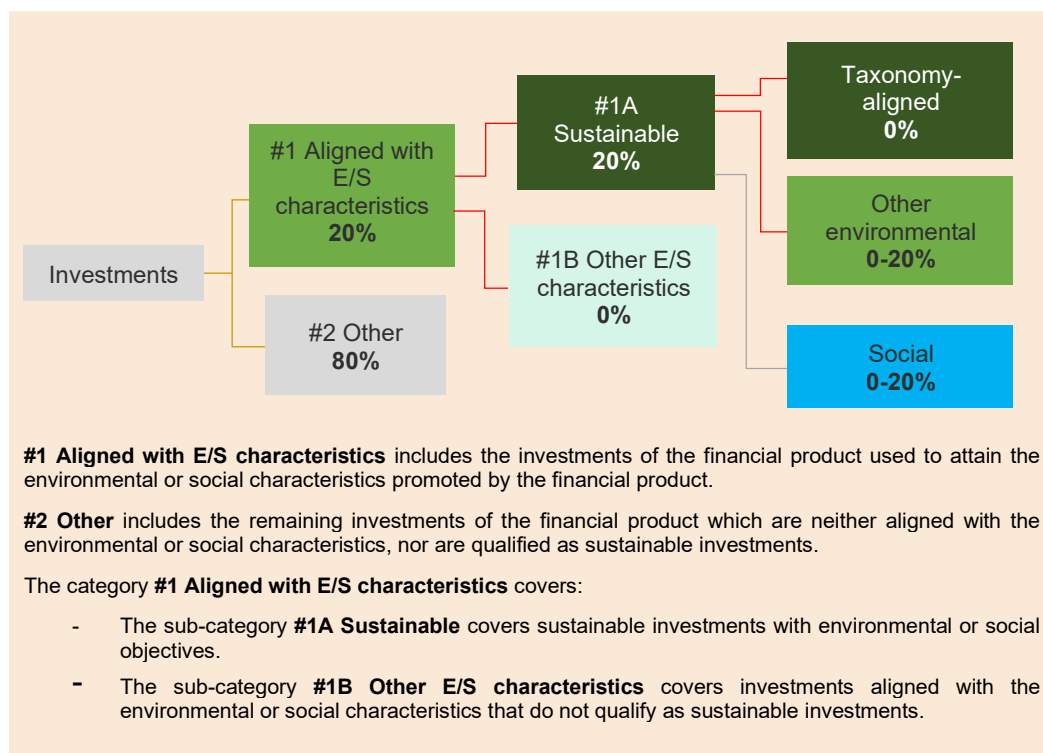 Investments
#1 Aligned with
E/S
characteristics
20%
#2 Other
80%
#1A
Sustainable
20%
#1B Other E/S
characteristics
0%
Taxonomy-
aligned
0%
Other
environmental
0-20%
Social
0-20%
#1 Aligned with E/S characteristics includes the investments of the financial product used to attain the
environmental or social characteristics promoted by the financial product.
#2 Other includes the remaining investments of the financial product which are neither aligned with the
environmental or social characteristics, nor are qualified as sustainable investments.
The category #1 Aligned with E/S characteristics covers:
- The sub-category #1A Sustainable covers sustainable investments with environmental or social
objectives.
- The sub-category #1B Other E/S characteristics covers investments aligned with the
environmental or social characteristics that do not qualify as sustainable investments.